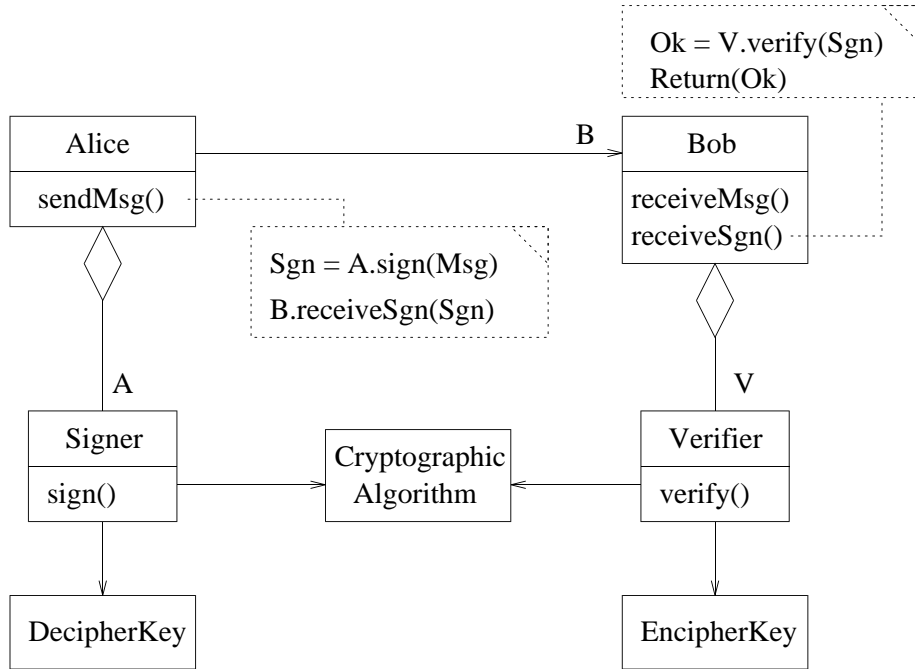 Ok = V.verify(Sgn)
Return(Ok)
Alice
B
Bob
sendMsg()
receiveMsg()
receiveSgn()
Sgn = A.sign(Msg)
B.receiveSgn(Sgn)
A
V
Signer
Cryptographic
Algorithm
Verifier
sign()
verify()
DecipherKey
EncipherKey